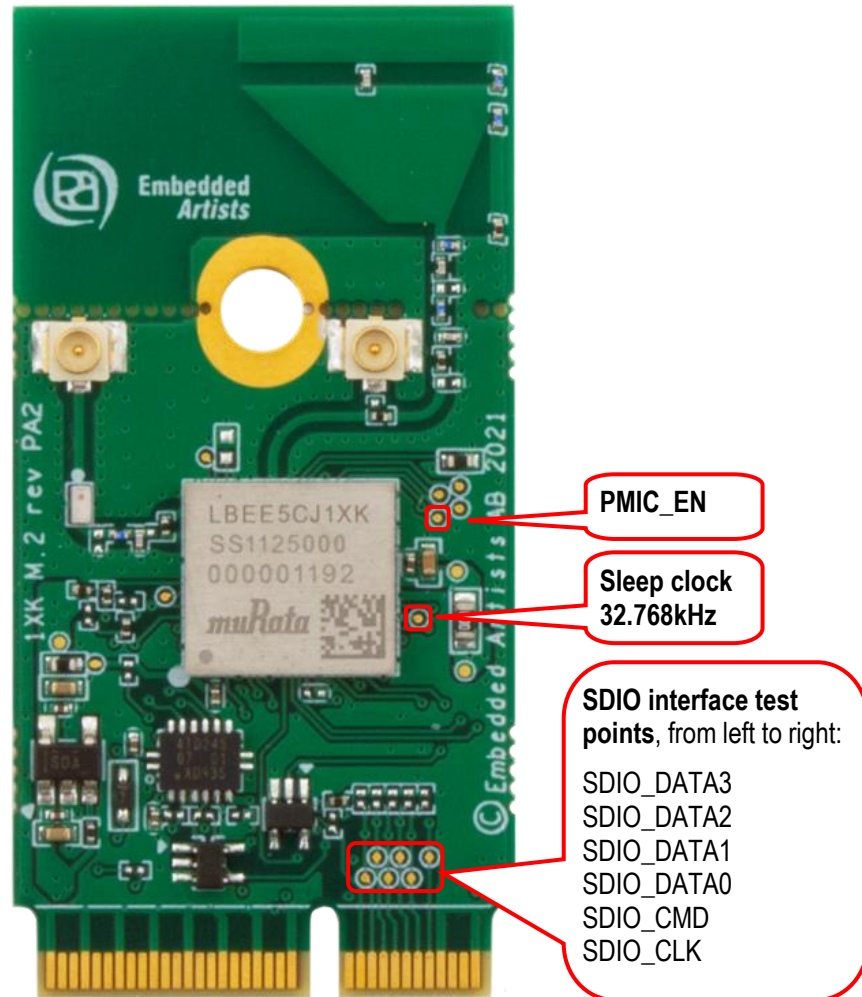 Embedded
Artists
1XK M.2 rev PA2
© Embedded Artists AB 2021
LBEE5CJ1XK
SS1125000
000001192
muRata
PMIC_EN
Sleep clock
32.768kHz
SDIO interface test
points, from left to right:
SDIO_DATA3
SDIO_DATA2
SDIO_DATA1
SDIO_DATA0
SDIO_CMD
SDIO_CLK